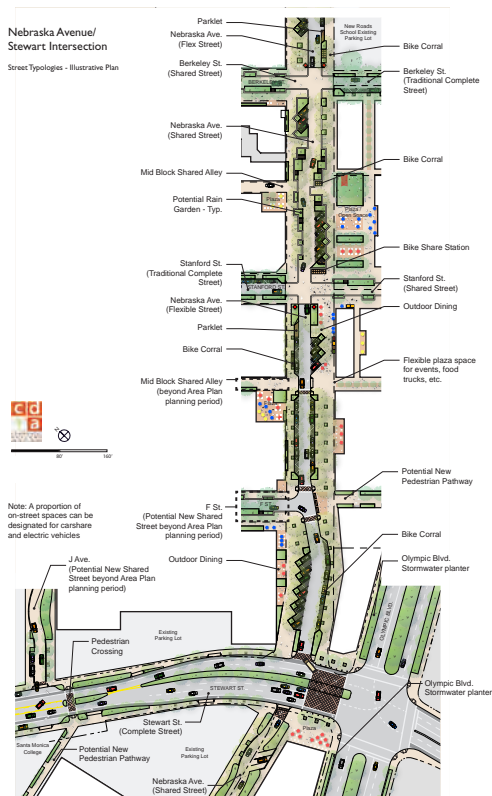 Nebraska Avenue/
Stewart Intersection
Street Typologies - Illustrative Plan
Parklet
Nebraska Ave.
(Flex Street)
New Roads
School Existing
Parking Lot
Bike Corral
Berkeley St.
(Shared Street)
BERKELEY ST
Berkeley St.
(Traditional Complete
Street)
Nebraska Ave.
(Shared Street)
Bike Corral
Mid Block Shared Alley
Potential Rain
Garden - Typ.
Plaza
Plaza/
Open Space
Bike Share Station
Stanford St.
(Traditional Complete
Street)
STANFORD ST
Stanford St.
(Shared Street)
Nebraska Ave.
(Flexible Street)
Outdoor Dining
Parklet
Bike Corral
Flexible plaza space
for events, food
trucks, etc.
Mid Block Shared Alley
(beyond Area Plan
planning period)
Plaza
cd
a
N
80'
160'
Potential New
Pedestrian Pathway
Note: A proportion of
on-street spaces can be
designated for carshare
and electric vehicles
F St.
(Potential New Shared
Street beyond Area Plan
planning period)
Bike Corral
J Ave.
(Potential New Shared
Street beyond Area Plan
planning period)
Outdoor Dining
Olympic Blvd.
Stormwater planter
OLYMPIC BLVD
Pedestrian
Crossing
Existing
Parking Lot
STEWART ST
Olympic Blvd.
Stormwater planter
Stewart St.
(Complete Street)
Plaza
Santa Monica
College
Potential New
Pedestrian Pathway
Existing
Parking Lot
Nebraska Ave.
(Shared Street)